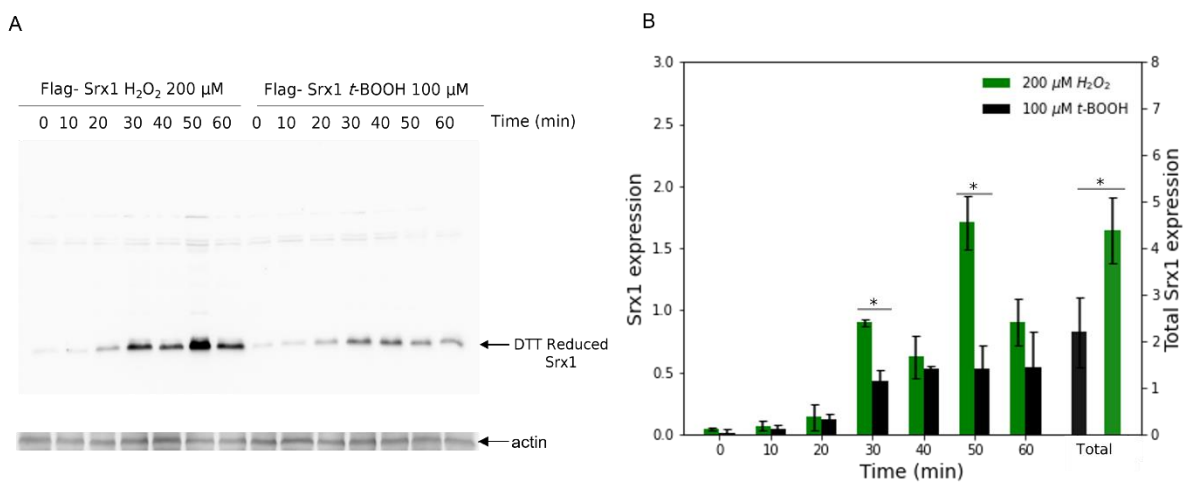 A
Flag- Srx1 H₂O₂ 200 µM
Flag- Srx1 t-BOOH 100 µM
0 10 20 30 40 50 60 0 10 20 30 40 50 60 Time (min)
DTT Reduced
Srx1
actin
B
3.0
2.5
2.0
1.5
1.0
0.5
0.0
Srx1 expression
200 µM H₂O₂
100 µM t-BOOH
*
*
*
8
7
6
5
4
3
2
1
0
Total Srx1 expression
0 10 20 30 40 50 60 Total
Time (min)